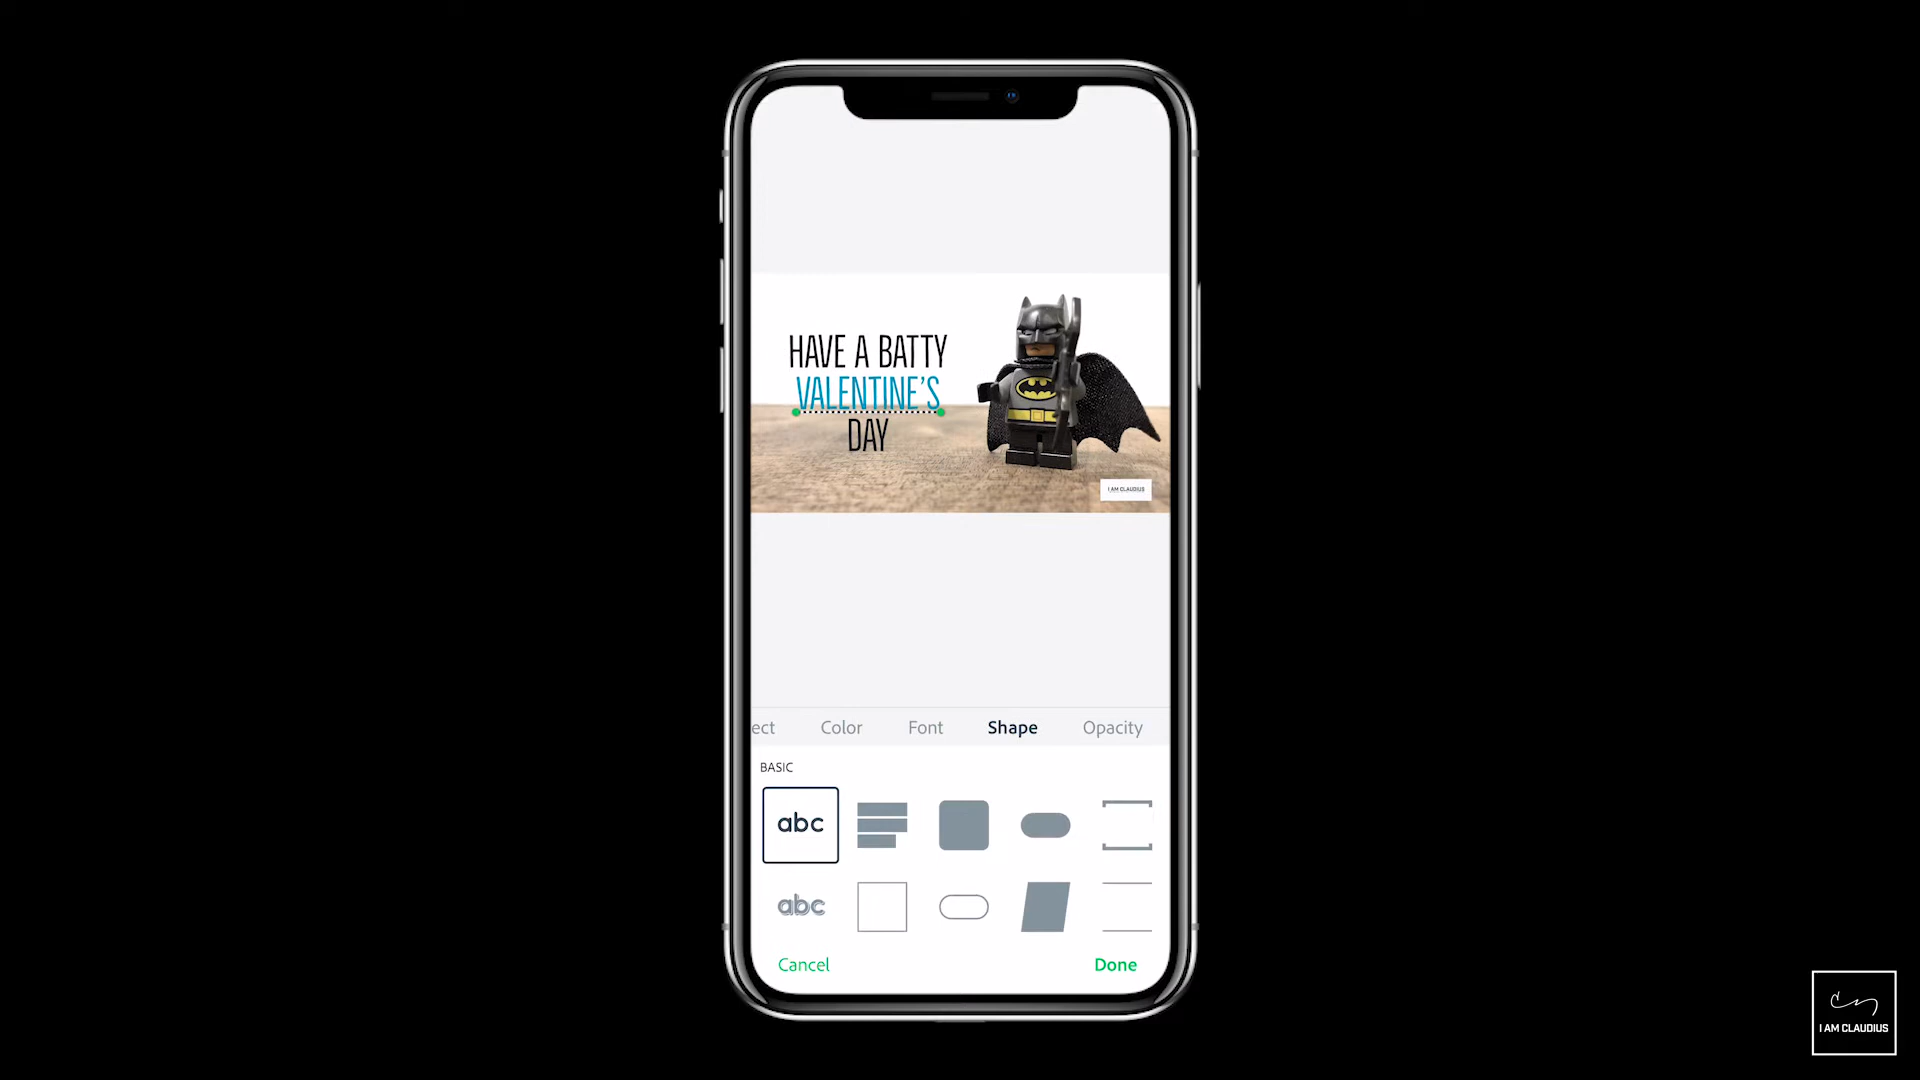 HAVE A BATTY
VALENTINE'S
DAY
I AM CLAUDIUS
ect Color Font Shape Opacity
BASIC
abc
abc
Cancel Done
I AM CLAUDIUS